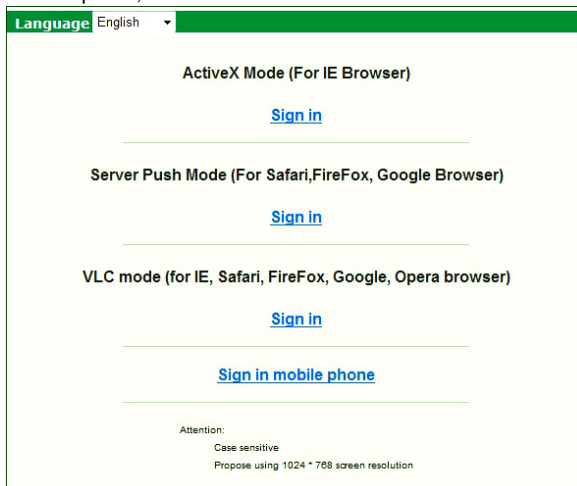 Language English
ActiveX Mode (For IE Browser)
Sign in
Server Push Mode (For Safari,FireFox, Google Browser)
Sign in
VLC mode (for IE, Safari, FireFox, Google, Opera browser)
Sign in
Sign in mobile phone
Attention:
Case sensitive
Propose using 1024 * 768 screen resolution